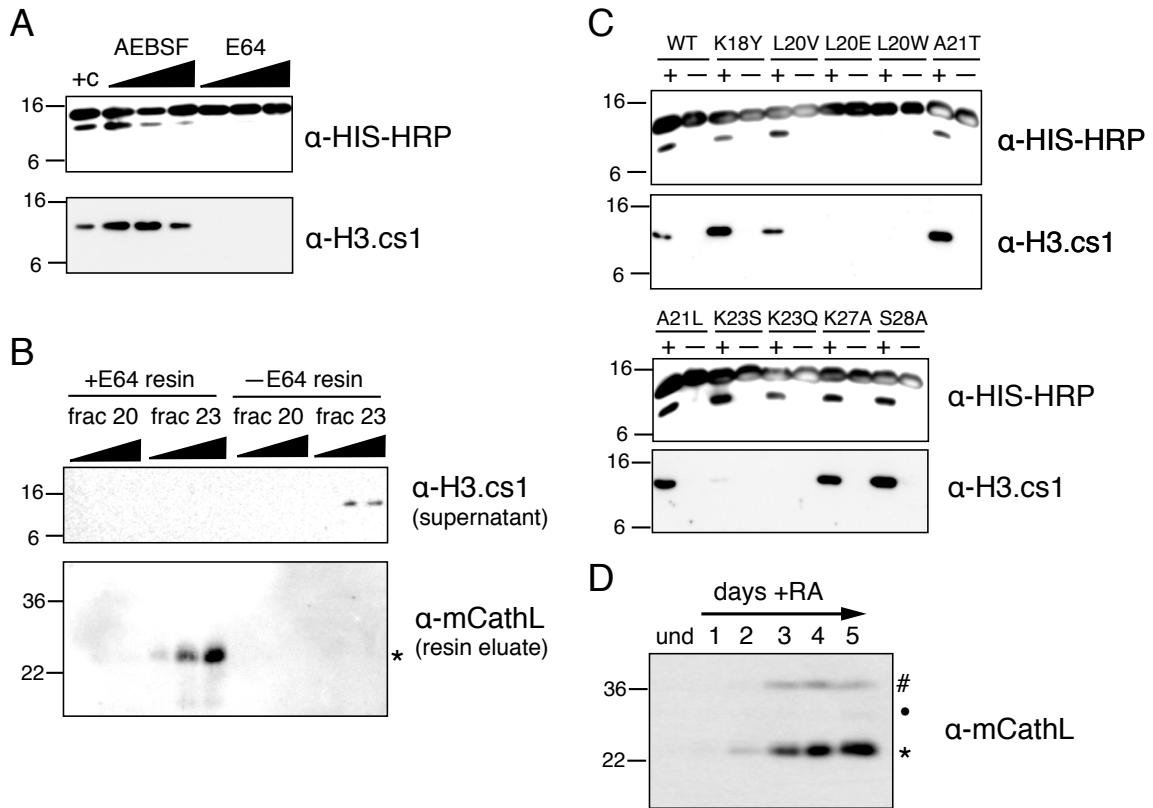 A
AEBSF E64
+c
16
6
α-HIS-HRP
16
6
α-H3.cs1
B
+E64 resin —E64 resin
frac 20 frac 23 frac 20 frac 23
16
6
α-H3.cs1
(supernatant)
36
22
α-mCathL
(resin eluate)
*
C
WT K18Y L20V L20E L20W A21T
+ — + — + — + — + — + —
16
6
α-HIS-HRP
16
6
α-H3.cs1
A21L K23S K23Q K27A S28A
+ — + — + — + — + —
16
6
α-HIS-HRP
16
6
α-H3.cs1
D
days +RA
und 1 2 3 4 5
36
22
#
•
*
α-mCathL